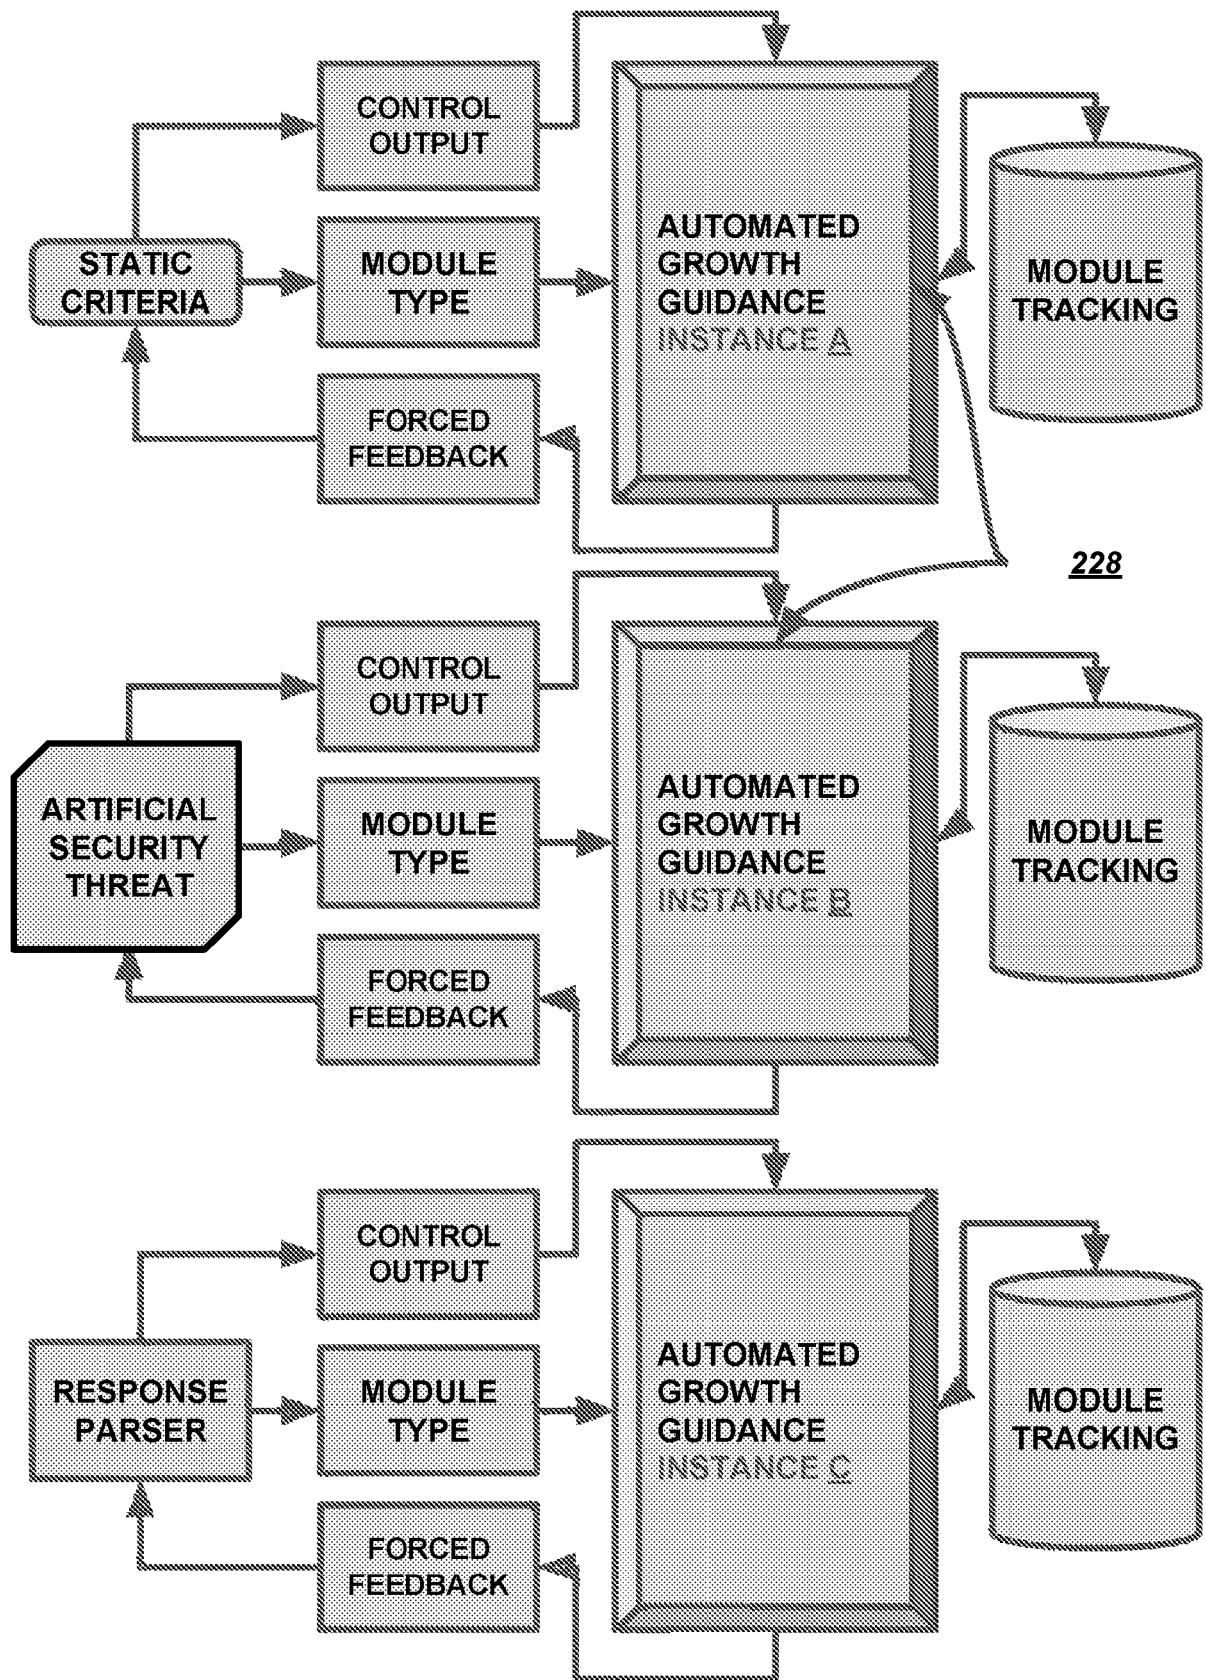 CONTROL
OUTPUT
AUTOMATED
GROWTH
GUIDANCE
INSTANCE A
MODULE
TRACKING
STATIC
CRITERIA
MODULE
TYPE
FORCED
FEEDBACK
228
CONTROL
OUTPUT
AUTOMATED
GROWTH
GUIDANCE
INSTANCE B
MODULE
TRACKING
ARTIFICIAL
SECURITY
THREAT
MODULE
TYPE
FORCED
FEEDBACK
CONTROL
OUTPUT
AUTOMATED
GROWTH
GUIDANCE
INSTANCE C
MODULE
TRACKING
RESPONSE
PARSER
MODULE
TYPE
FORCED
FEEDBACK